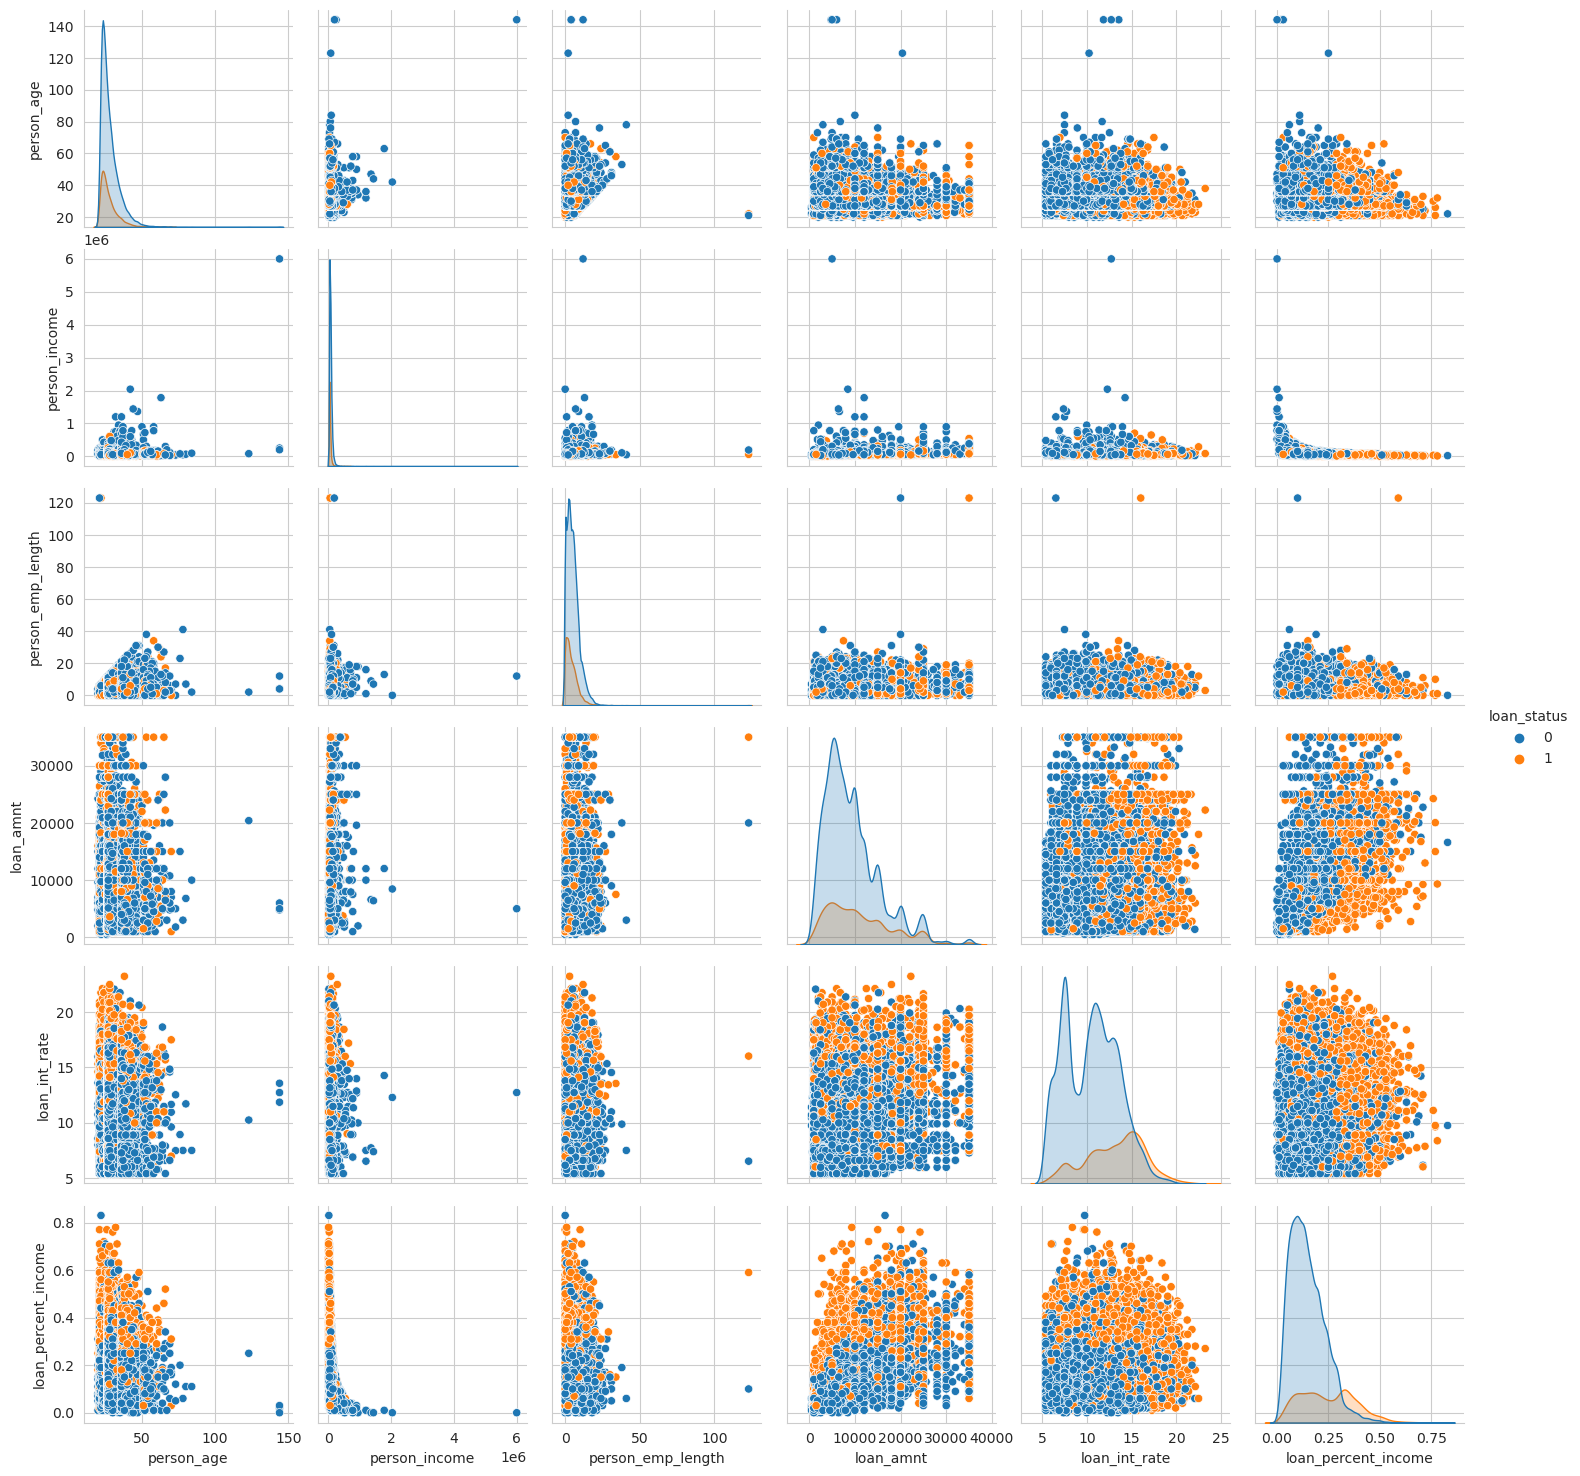 140
120
100
80
60
40
20
person_age
1e6
6
5
4
3
2
1
0
person_income
120
100
80
60
40
20
0
person_emp_length
loan_status
0
1
30000
20000
10000
0
loan_amnt
20
15
10
5
loan_int_rate
0.8
0.6
0.4
0.2
0.0
loan_percent_income
50 100 150
person_age
0 2 4 6
1e6
person_income
0 50 100
person_emp_length
0 10000 20000 30000 40000
loan_amnt
5 10 15 20 25
loan_int_rate
0.00 0.25 0.50 0.75
loan_percent_income